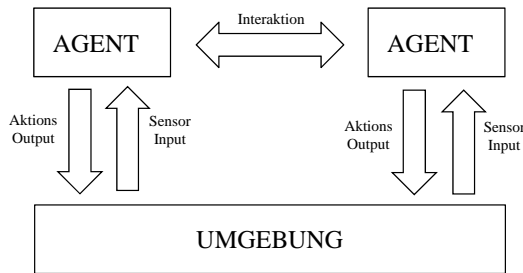 Interaktion
AGENT
AGENT
Aktions
Output
Sensor
Input
Aktions
Output
Sensor
Input
UMGEBUNG